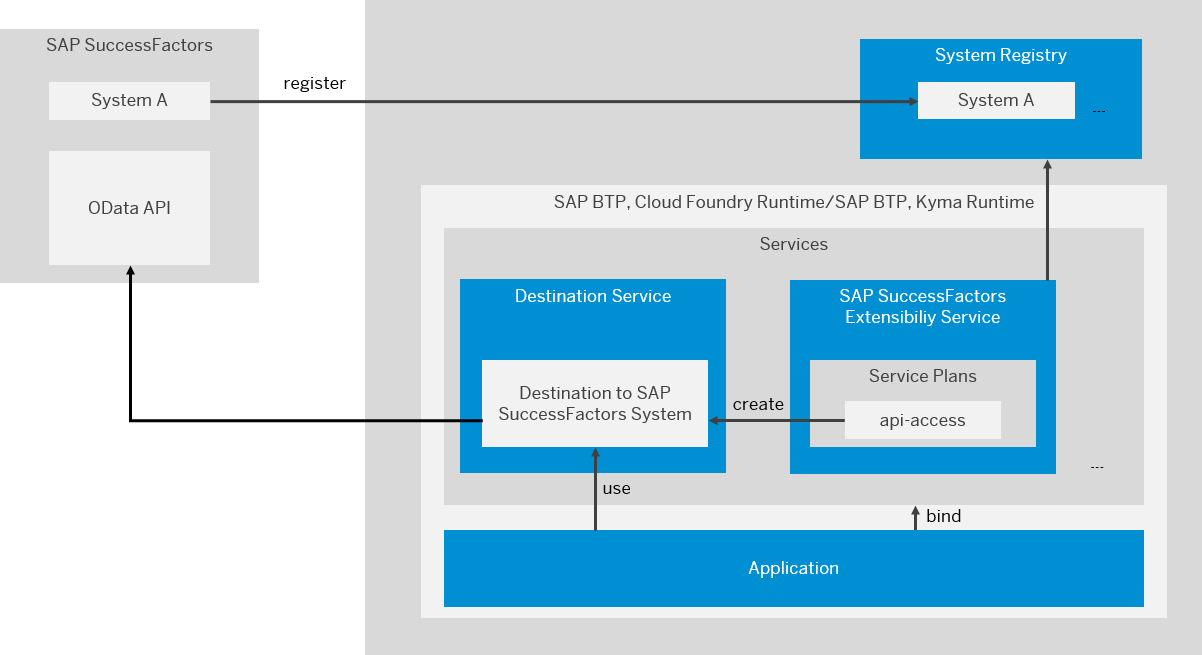 SAP SuccessFactors
System A
OData API
register
System Registry
System A
---
SAP BTP, Cloud Foundry Runtime/SAP BTP, Kyma Runtime
Services
Destination Service
Destination to SAP
SuccessFactors System
create
SAP SuccessFactors
Extensibiliy Service
Service Plans
api-access
---
use
bind
Application